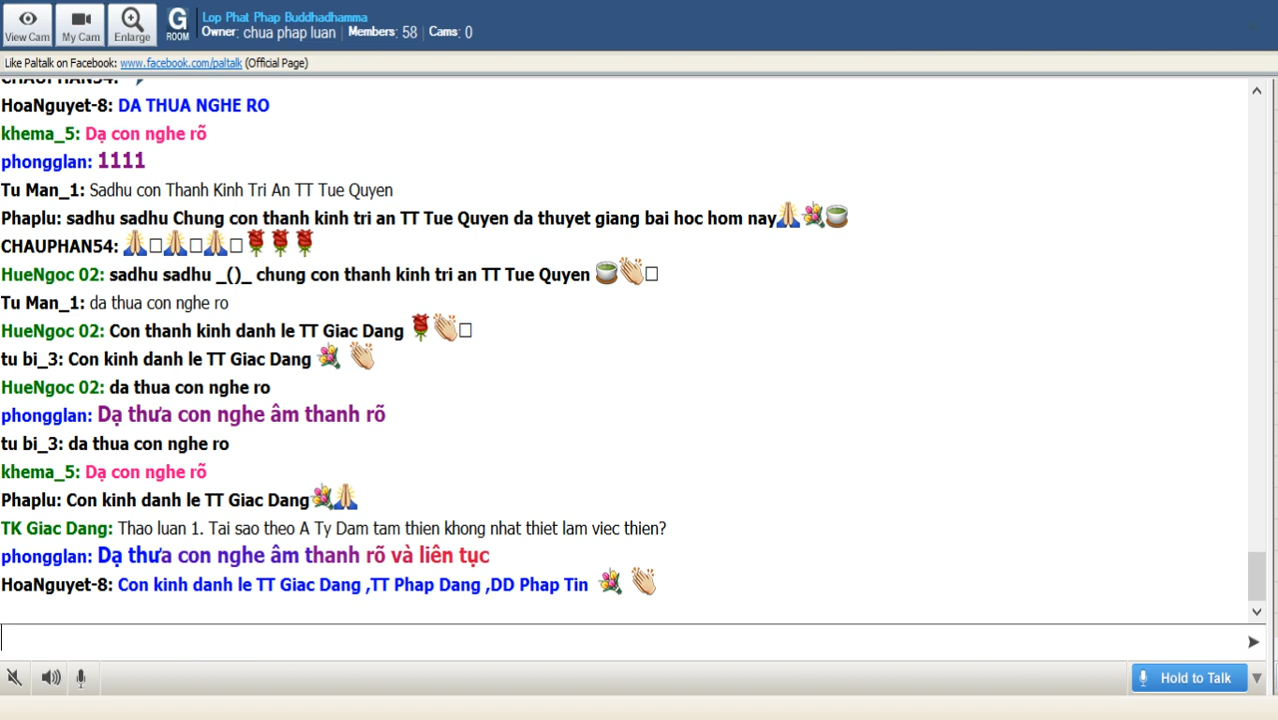 Lop Phat Phap Buddhadhamma
View Cam
My Cam
Enlarge
G ROOM
Owner: chua phap luan | Members: 58 | Cams: 0
Like Paltalk on Facebook: www.facebook.com/paltalk (Official Page)
CHAUPHAN54:
HoaNguyet-8: DA THUA NGHE RO
khema_5: Dạ con nghe rõ
phongglan: 1111
Tu Man_1: Sadhu con Thanh Kinh Tri An TT Tue Quyen
Phaplu: sadhu sadhu Chung con thanh kinh tri an TT Tue Quyen da thuyet giang bai hoc hom nay🙏💐🍵
CHAUPHAN54: 🙏□🙏□🙏□🌹🌹🌹
HueNgoc 02: sadhu sadhu _()_ chung con thanh kinh tri an TT Tue Quyen 🍵👏□
Tu Man_1: da thua con nghe ro
HueNgoc 02: Con thanh kinh danh le TT Giac Dang 🌹👏□
tu bi_3: Con kinh danh le TT Giac Dang 💐 👏
HueNgoc 02: da thua con nghe ro
phongglan: Dạ thưa con nghe âm thanh rõ
tu bi_3: da thua con nghe ro
khema_5: Dạ con nghe rõ
Phaplu: Con kinh danh le TT Giac Dang💐🙏
TK Giac Dang: Thao luan 1. Tai sao theo A Ty Dam tam thien khong nhat thiet lam viec thien?
phongglan: Dạ thưa con nghe âm thanh rõ và liên tục
HoaNguyet-8: Con kinh danh le TT Giac Dang ,TT Phap Dang ,DD Phap Tin 💐 👏
Hold to Talk